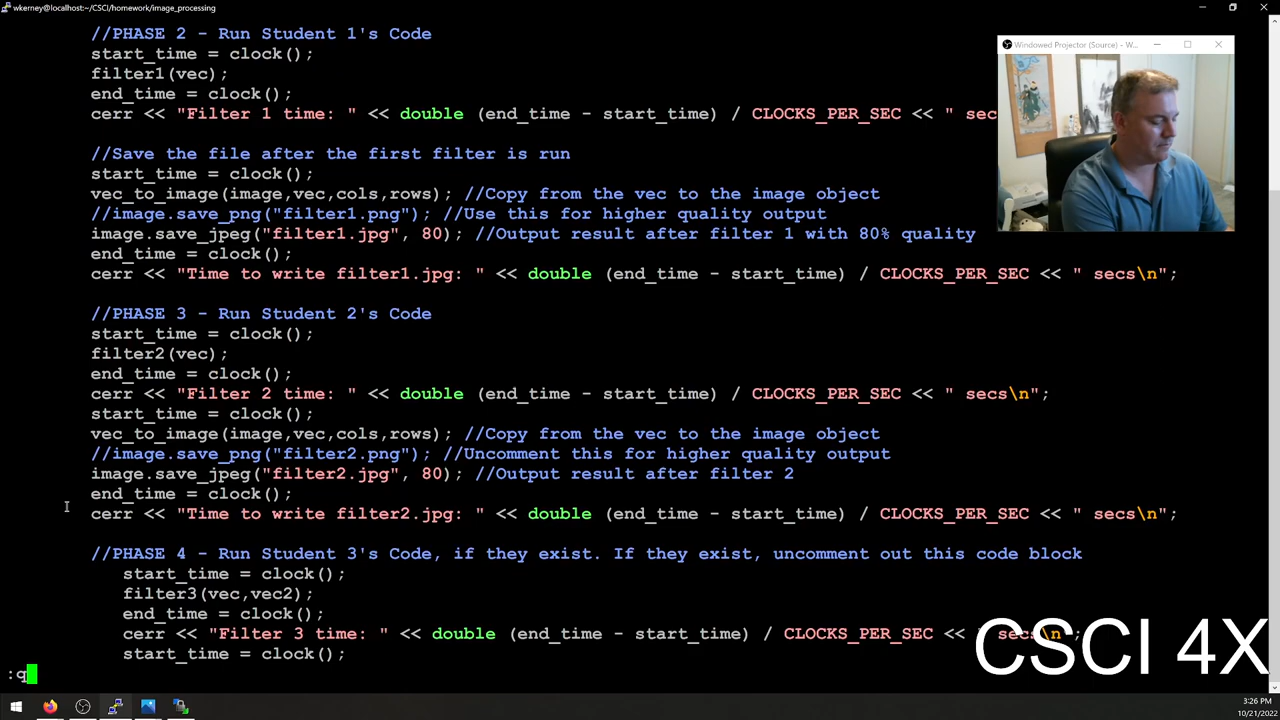 wkerney@localhost:~/CSCI/homework/image_processing
//PHASE 2 - Run Student 1's Code
start_time = clock();
filter1(vec);
end_time = clock();
cerr << "Filter 1 time: " << double (end_time - start_time) / CLOCKS_PER_SEC << " sec
//Save the file after the first filter is run
start_time = clock();
vec_to_image(image,vec,cols,rows); //Copy from the vec to the image object
//image.save_png("filter1.png"); //Use this for higher quality output
image.save_jpeg("filter1.jpg", 80); //Output result after filter 1 with 80% quality
end_time = clock();
cerr << "Time to write filter1.jpg: " << double (end_time - start_time) / CLOCKS_PER_SEC << " secs\n";
//PHASE 3 - Run Student 2's Code
start_time = clock();
filter2(vec);
end_time = clock();
cerr << "Filter 2 time: " << double (end_time - start_time) / CLOCKS_PER_SEC << " secs\n";
start_time = clock();
vec_to_image(image,vec,cols,rows); //Copy from the vec to the image object
//image.save_png("filter2.png"); //Uncomment this for higher quality output
image.save_jpeg("filter2.jpg", 80); //Output result after filter 2
end_time = clock();
cerr << "Time to write filter2.jpg: " << double (end_time - start_time) / CLOCKS_PER_SEC << " secs\n";
//PHASE 4 - Run Student 3's Code, if they exist. If they exist, uncomment out this code block
start_time = clock();
filter3(vec,vec2);
end_time = clock();
cerr << "Filter 3 time: " << double (end_time - start_time) / CLOCKS_PER_SEC << " secs\n";
start_time = clock();
:q
Windowed Projector (Source) - W...
CSCI 4X
3:26 PM
10/21/2022